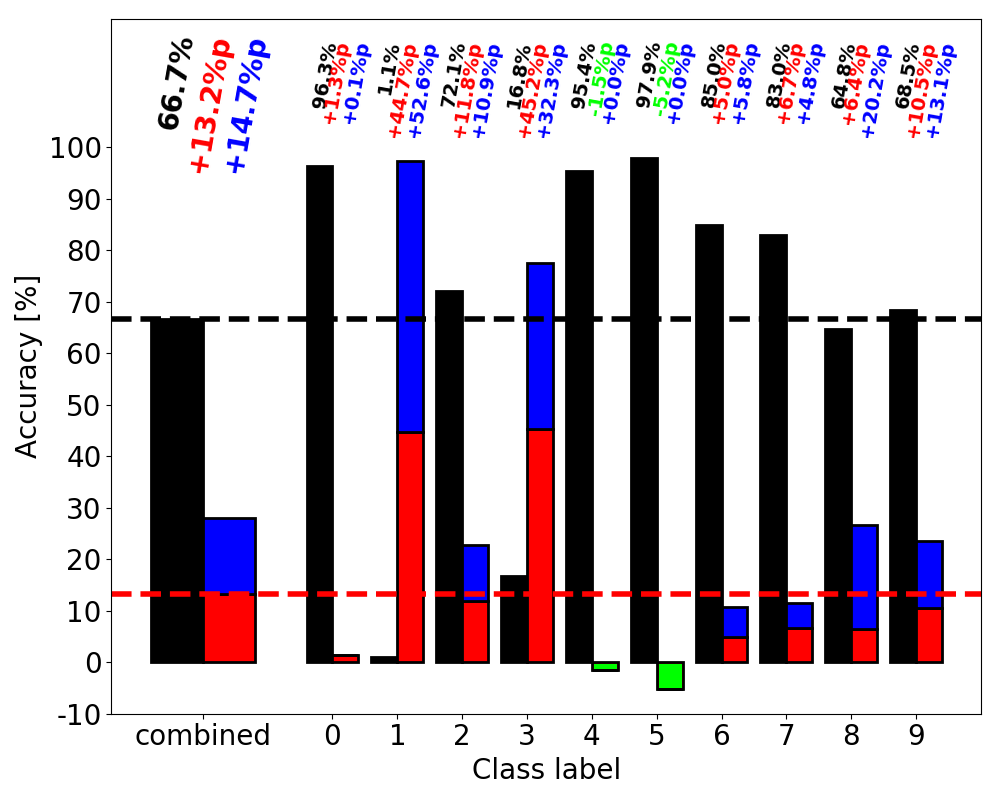 66.7%
+13.2%p
+14.7%p
96.3%
+1.3%p
+0.1%p
1.1%
+44.7%p
+52.6%p
72.1%
+11.8%p
+10.9%p
16.8%
+45.2%p
+32.3%p
95.4%
-1.5%p
+0.0%p
97.9%
-5.2%p
+0.0%p
85.0%
+5.0%p
+5.8%p
83.0%
+6.7%p
+4.8%p
64.8%
+6.4%p
+20.2%p
68.5%
+10.5%p
+13.1%p
100
90
80
70
60
50
40
30
20
10
0
-10
Accuracy [%]
combined 0 1 2 3 4 5 6 7 8 9
Class label